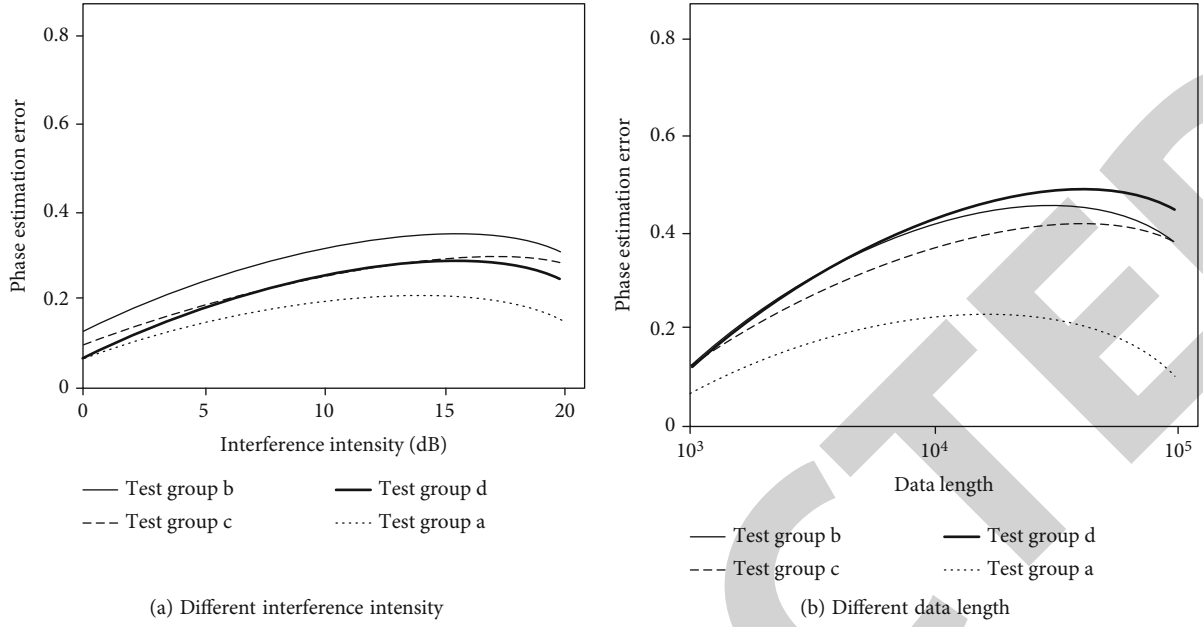 0.8
0.6
0.4
0.2
0
Phase estimation error
0 5 10 15 20
Interference intensity (dB)
Test group b Test group d
Test group c Test group a
(a) Different interference intensity
0.8
0.6
0.4
0.2
0
Phase estimation error
10³ 10⁴ 10⁵
Data length
Test group b Test group d
Test group c Test group a
(b) Different data length
CTED